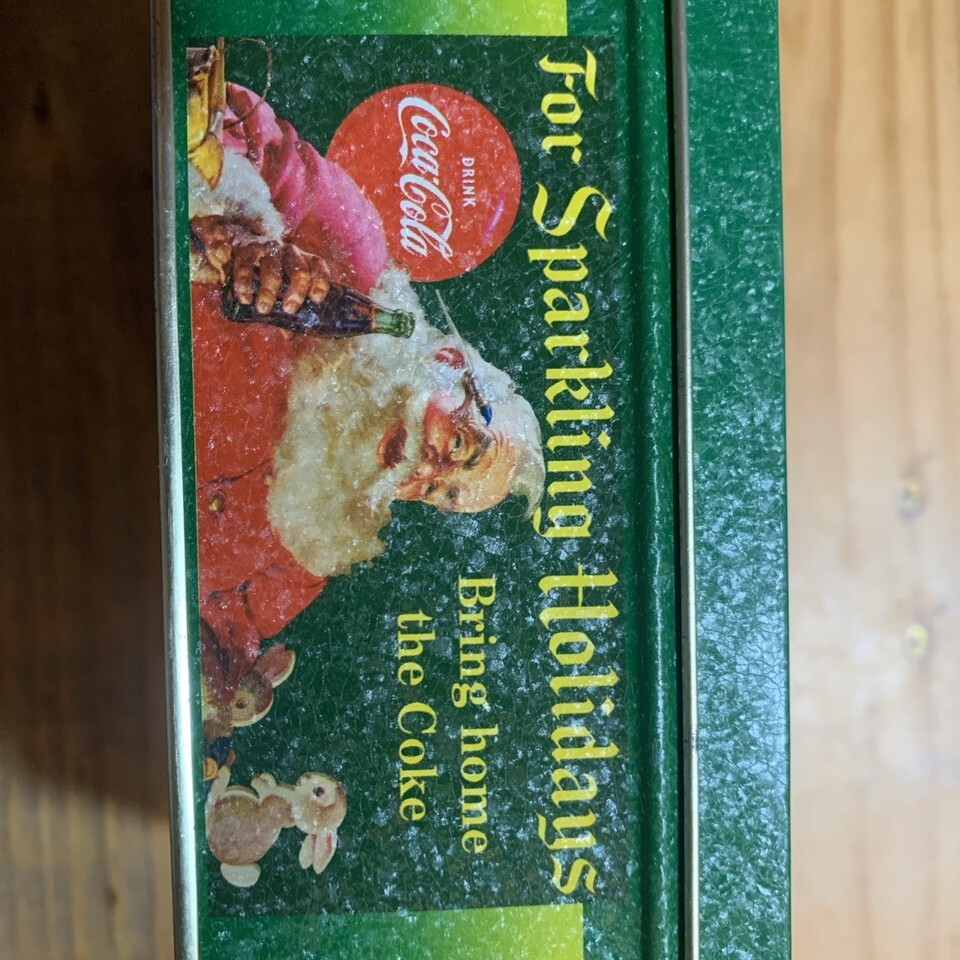 For Sparkling Holidays
DRINK
Coca-Cola
Bring home
the Coke